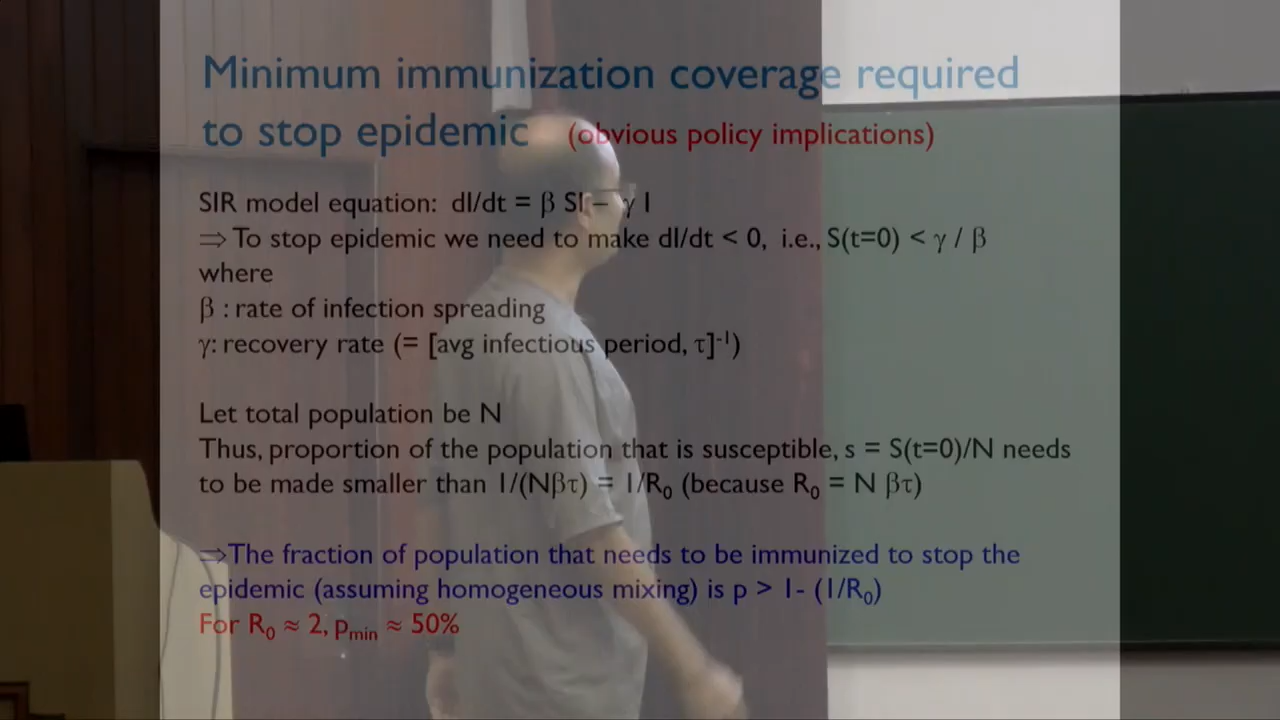 Minimum immunization coverage required
to stop epidemic (obvious policy implications)
SIR model equation: dI/dt = β SI – γ I
⇒ To stop epidemic we need to make dI/dt < 0, i.e., S(t=0) < γ / β
where
β : rate of infection spreading
γ: recovery rate (= [avg infectious period, τ]⁻¹)
Let total population be N
Thus, proportion of the population that is susceptible, s = S(t=0)/N needs
to be made smaller than 1/(Nβτ) = 1/R₀ (because R₀ = N βτ)
⇒The fraction of population that needs to be immunized to stop the
epidemic (assuming homogeneous mixing) is p > 1- (1/R₀)
For R₀ ≈ 2, pₘᵢₙ ≈ 50%